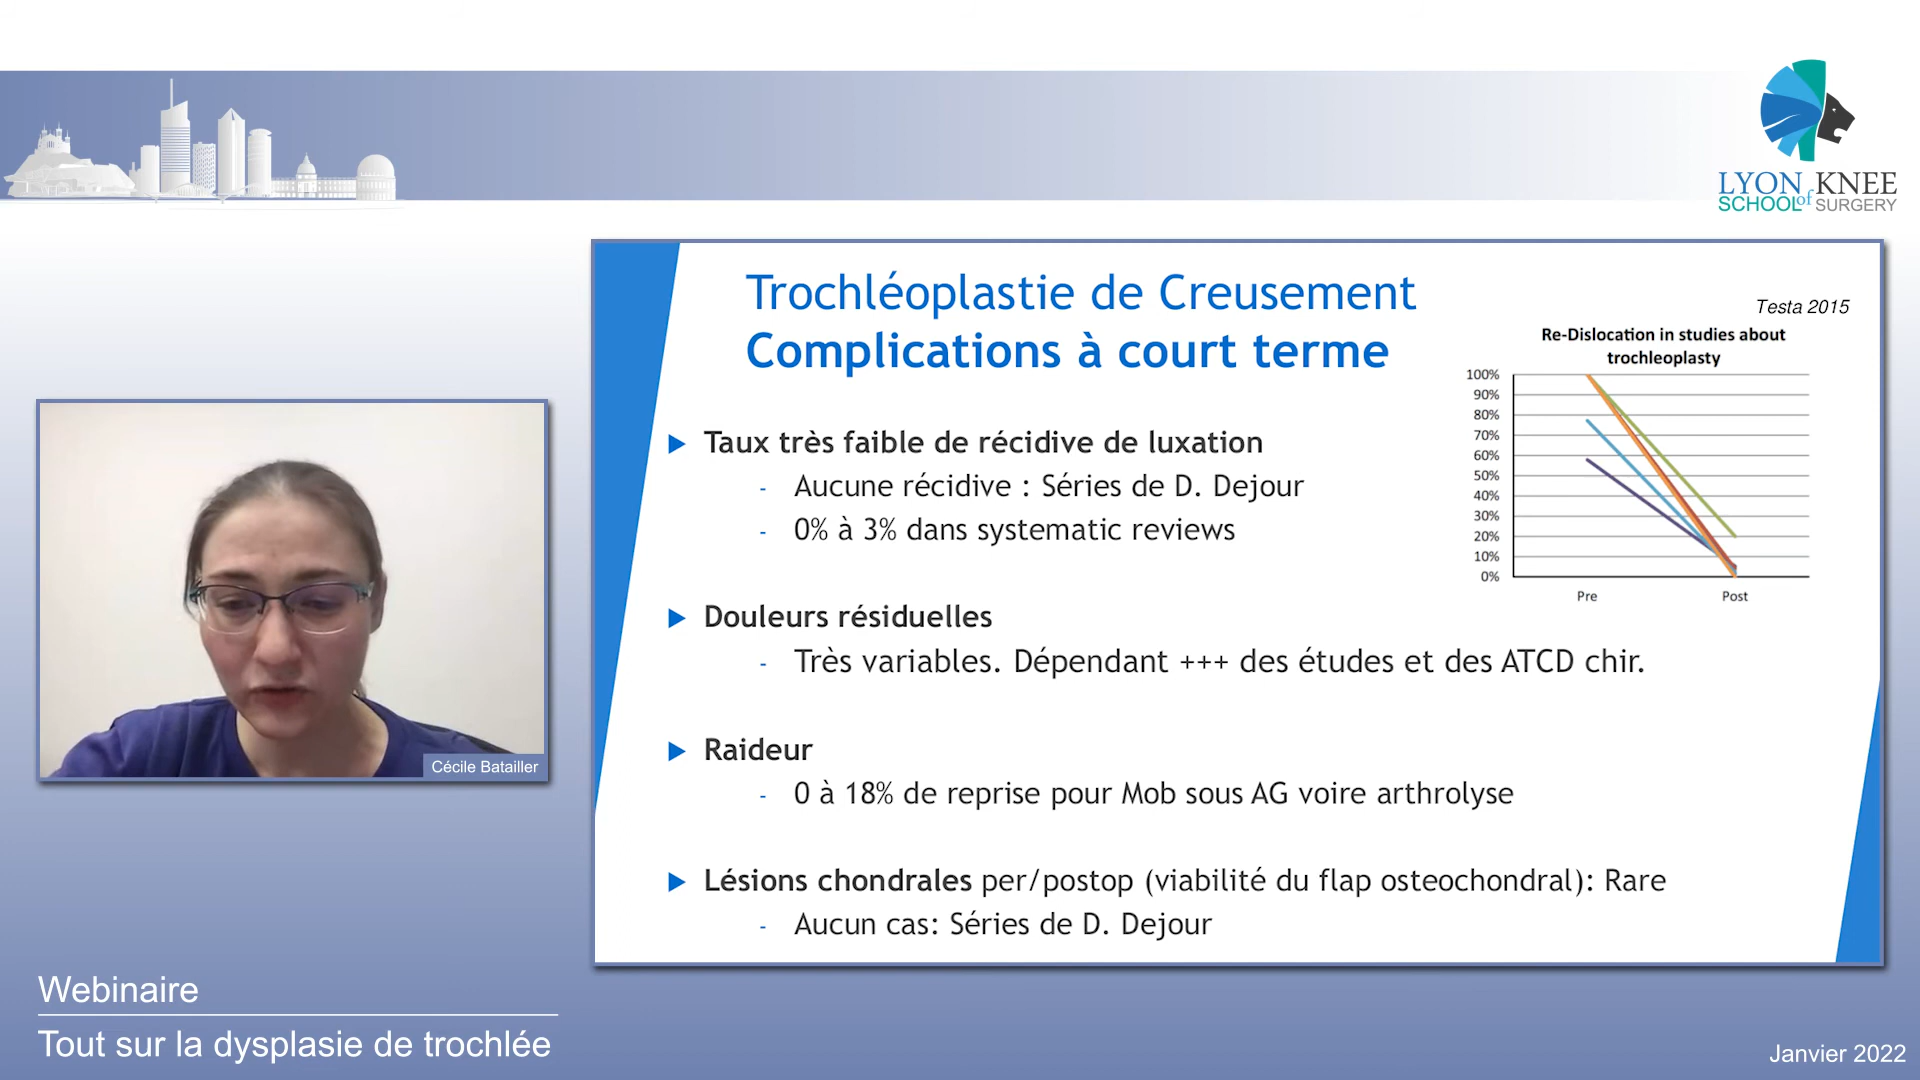 LYON KNEE
SCHOOL of SURGERY
Trochléoplastie de Creusement
Complications à court terme
Testa 2015
Re-Dislocation in studies about
trochleoplasty
100%
90%
80%
70%
60%
50%
40%
30%
20%
10%
0%
Pre Post
Taux très faible de récidive de luxation
- Aucune récidive : Séries de D. Dejour
- 0% à 3% dans systematic reviews
Douleurs résiduelles
- Très variables. Dépendant +++ des études et des ATCD chir.
Raideur
- 0 à 18% de reprise pour Mob sous AG voire arthrolyse
Lésions chondrales per/postop (viabilité du flap osteochondral): Rare
- Aucun cas: Séries de D. Dejour
Cécile Batailler
Webinaire
Tout sur la dysplasie de trochlée
Janvier 2022